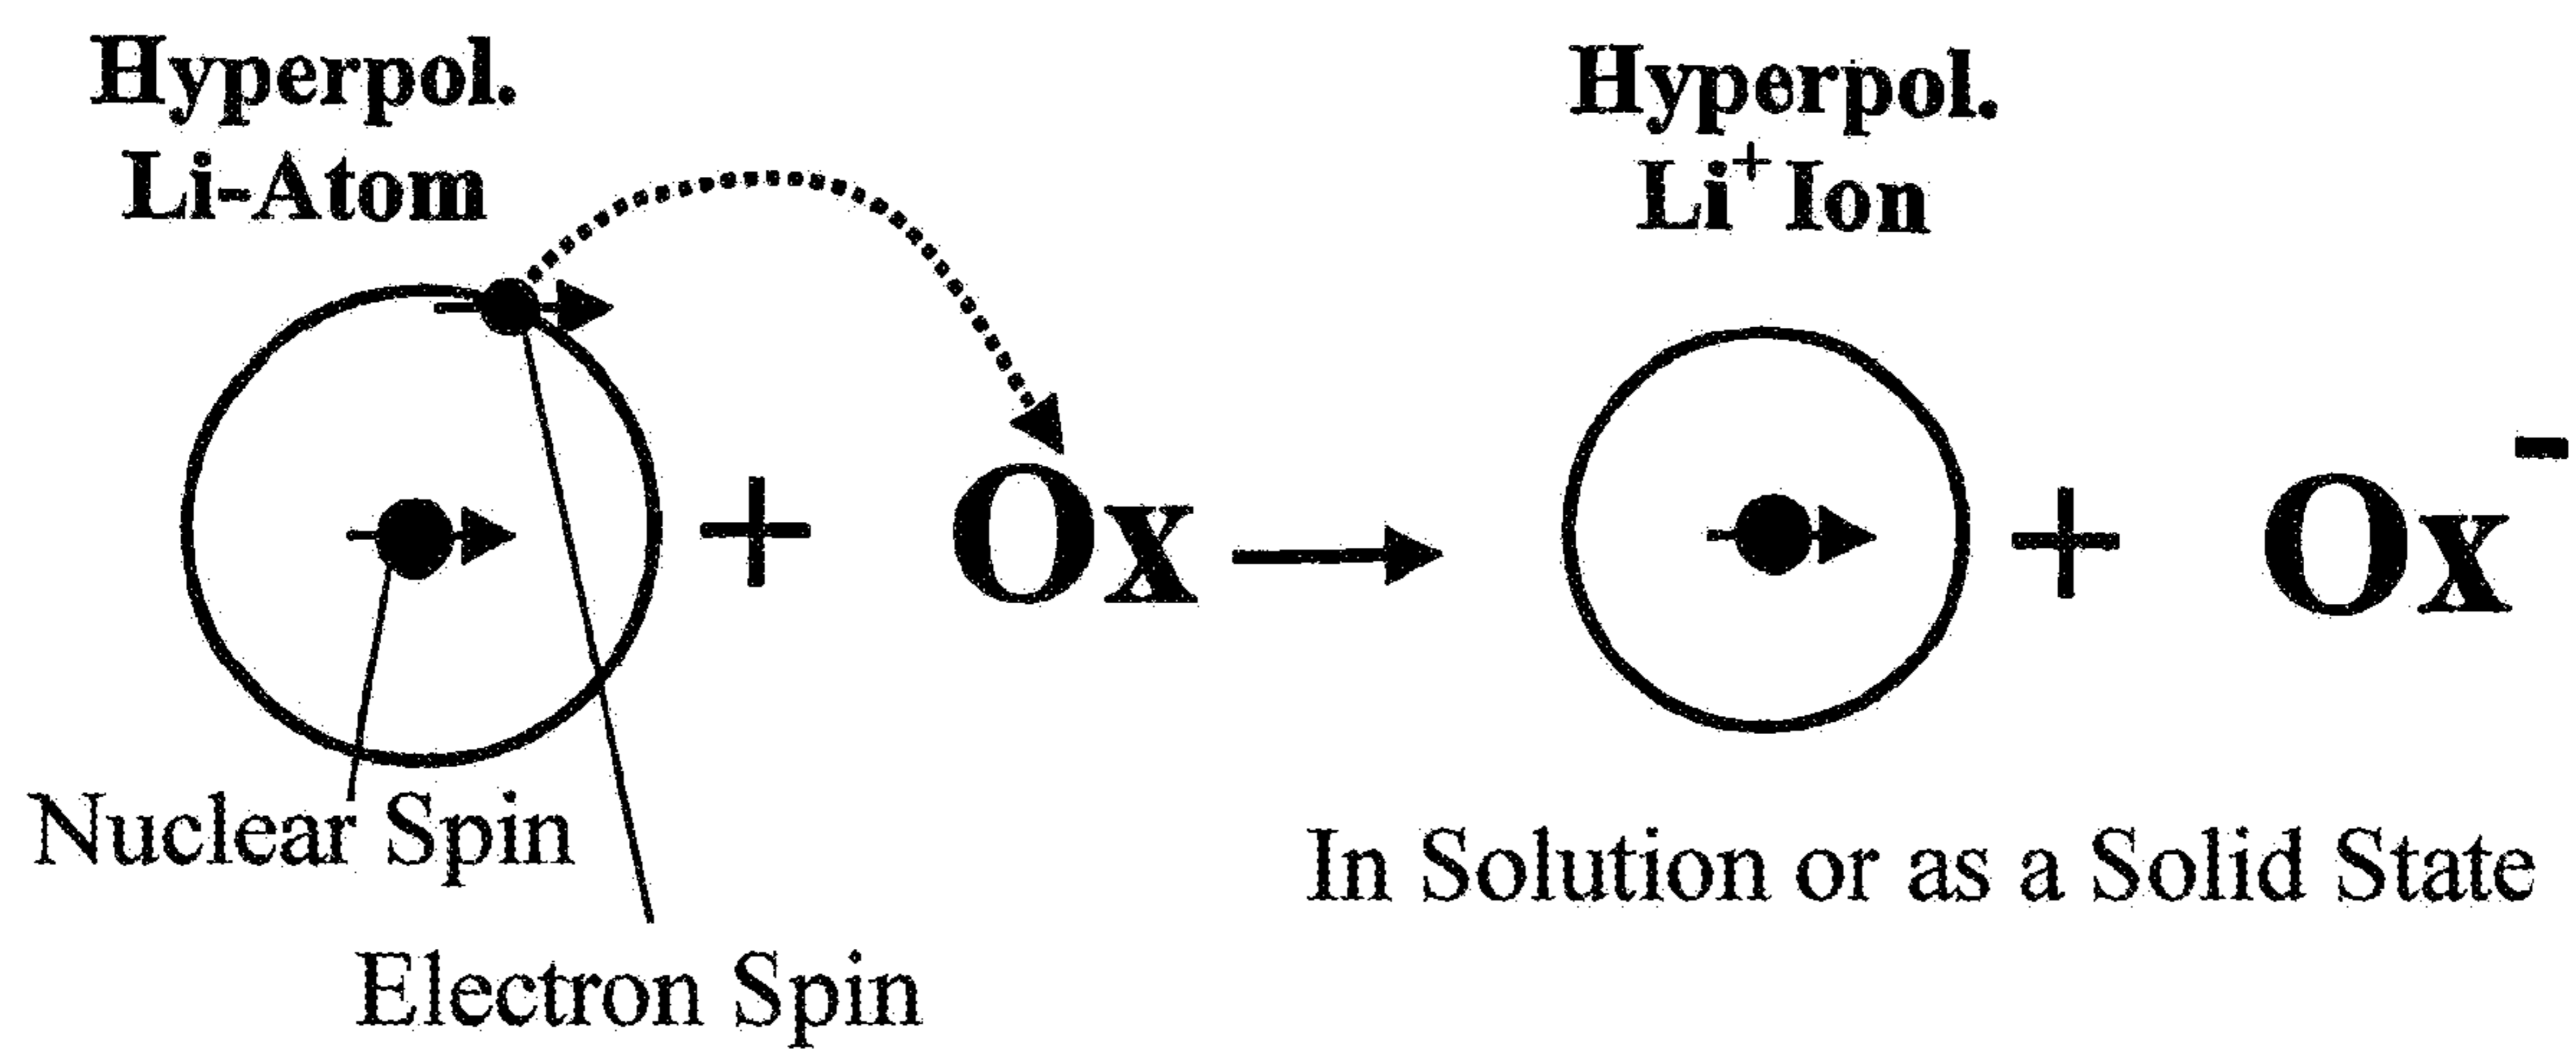 Hyperpol.
Li-Atom
Hyperpol.
Li⁺ Ion
+ Ox → + Ox⁻
Nuclear Spin
Electron Spin
In Solution or as a Solid State